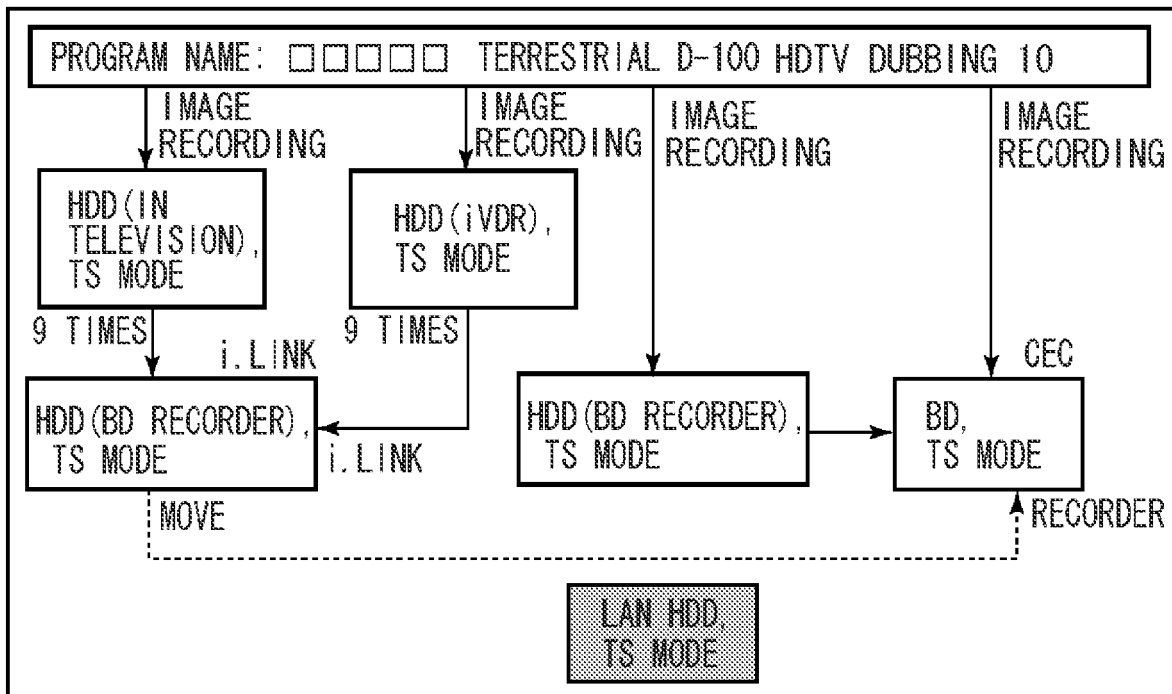 PROGRAM NAME: □□□□□ TERRESTRIAL D-100 HDTV DUBBING 10
IMAGE
RECORDING
IMAGE
RECORDING
IMAGE
RECORDING
IMAGE
RECORDING
HDD(IN
TELEVISION),
TS MODE
HDD(iVDR),
TS MODE
9 TIMES
i.LINK
9 TIMES
CEC
HDD(BD RECORDER),
TS MODE
i.LINK
HDD(BD RECORDER),
TS MODE
BD,
TS MODE
MOVE
RECORDER
LAN HDD,
TS MODE